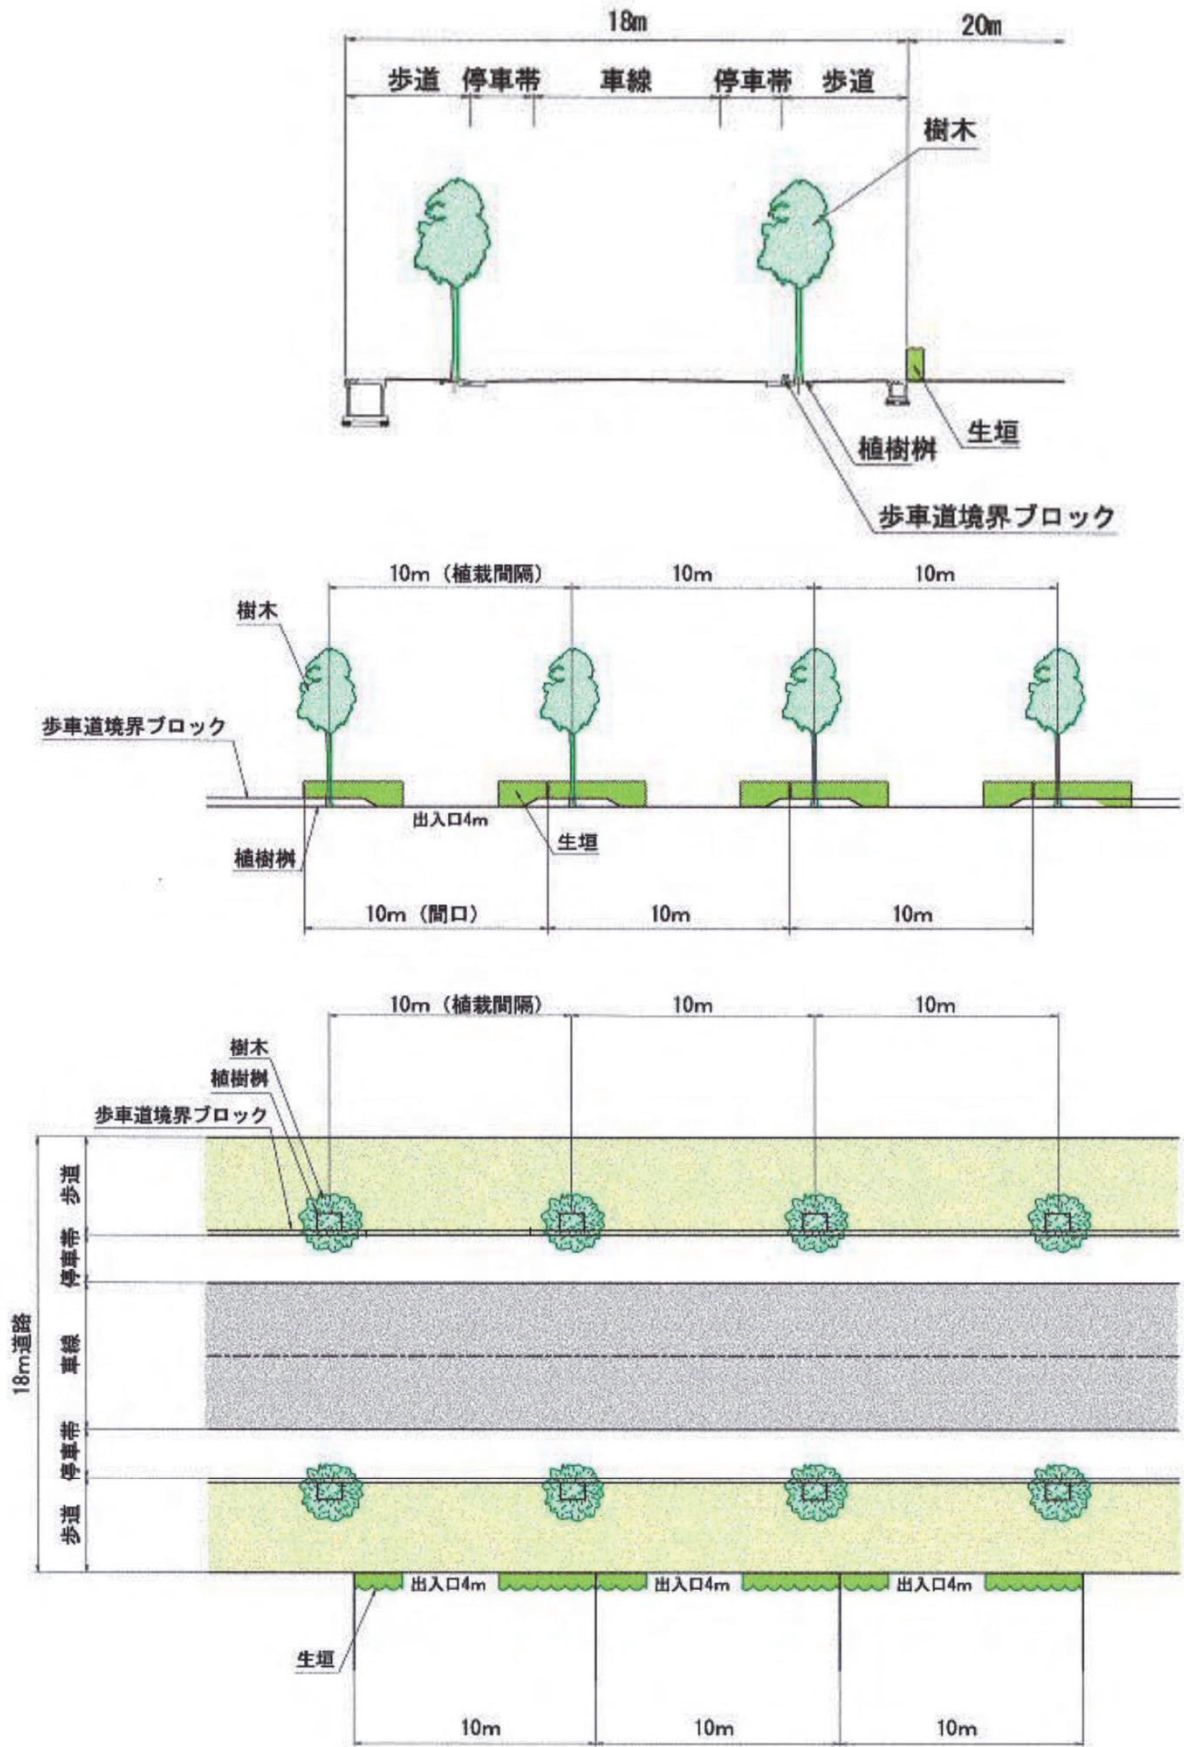 18m 20m
歩道 停車帯 車線 停車帯 歩道
樹木
生垣
植樹桝
歩車道境界ブロック
10m（植栽間隔） 10m 10m
樹木
歩車道境界ブロック
出入口4m
生垣
植樹桝
10m（間口） 10m 10m
10m（植栽間隔） 10m 10m
樹木
植樹桝
歩車道境界ブロック
歩道
停車帯
車線
18m道路
停車帯
歩道
出入口4m 出入口4m 出入口4m
生垣
10m 10m 10m